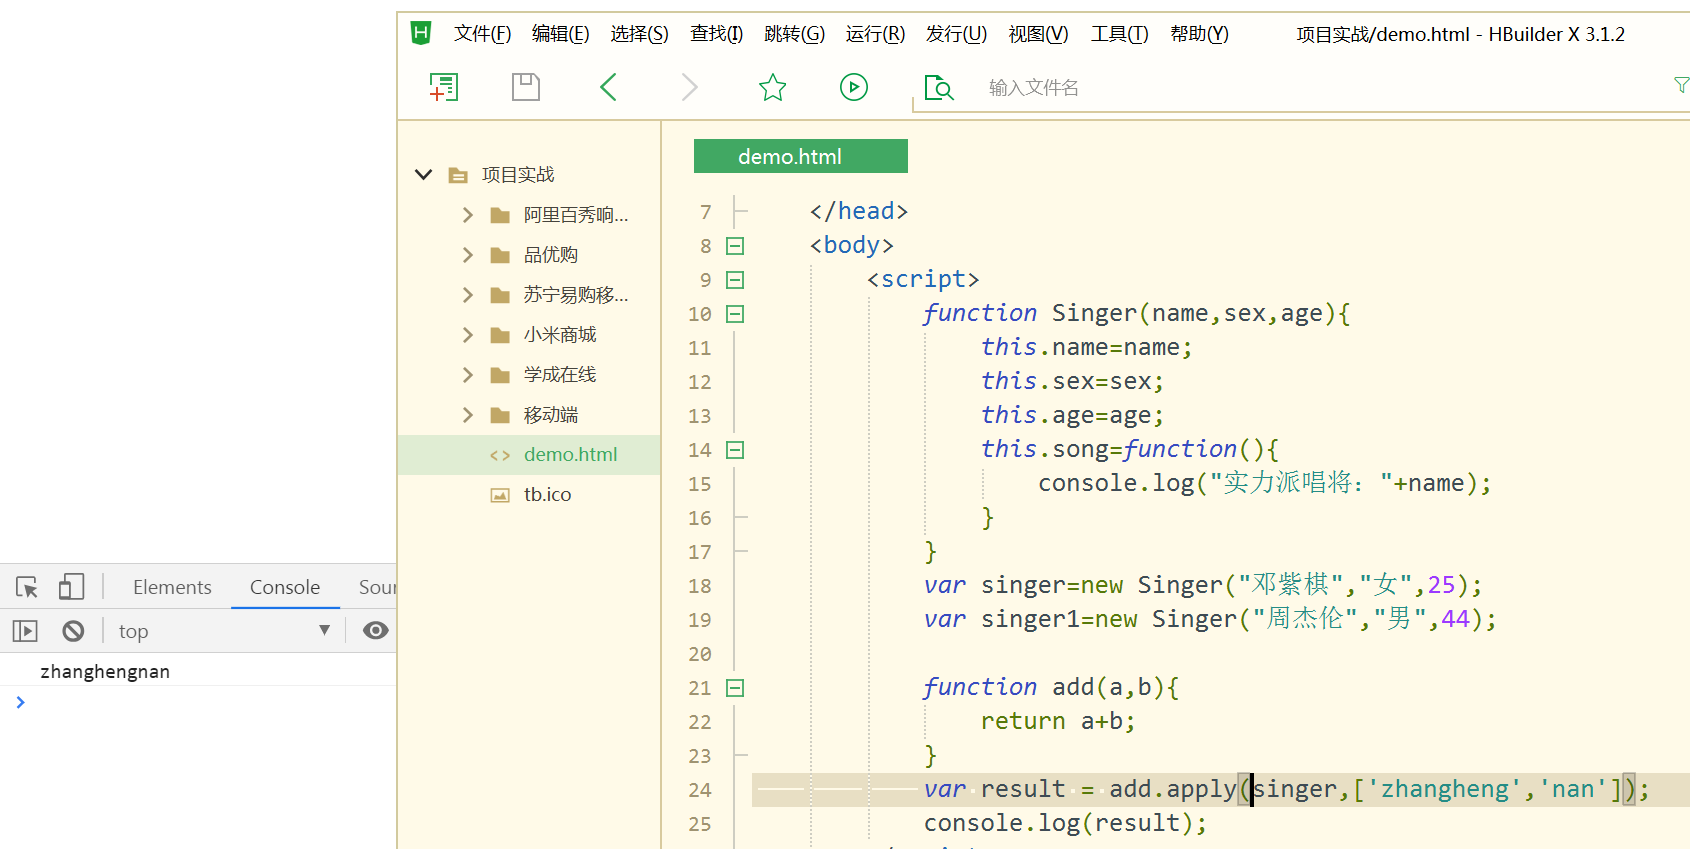 文件(F) 编辑(E) 选择(S) 查找(I) 跳转(G) 运行(R) 发行(U) 视图(V) 工具(T) 帮助(Y) 项目实战/demo.html - HBuilder X 3.1.2
输入文件名
项目实战
阿里百秀响...
品优购
苏宁易购移...
小米商城
学成在线
移动端
demo.html
tb.ico
demo.html
7 </head>
8 <body>
9 <script>
10 function Singer(name,sex,age){
11 this.name=name;
12 this.sex=sex;
13 this.age=age;
14 this.song=function(){
15 console.log("实力派唱将："+name);
16 }
17 }
18 var singer=new Singer("邓紫棋","女",25);
19 var singer1=new Singer("周杰伦","男",44);
20
21 function add(a,b){
22 return a+b;
23 }
24 var result = add.apply(singer,['zhangheng','nan']);
25 console.log(result);
Elements Console Sour
top
zhanghengnan